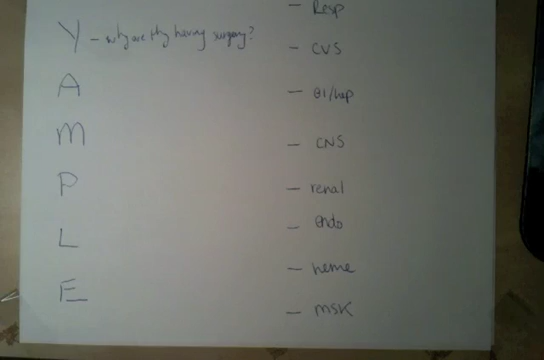 Y - why are they having surgery?
A
M
P
L
E
- Resp
- CVS
- GI/hep
- CNS
- renal
- endo
- heme
- MSK